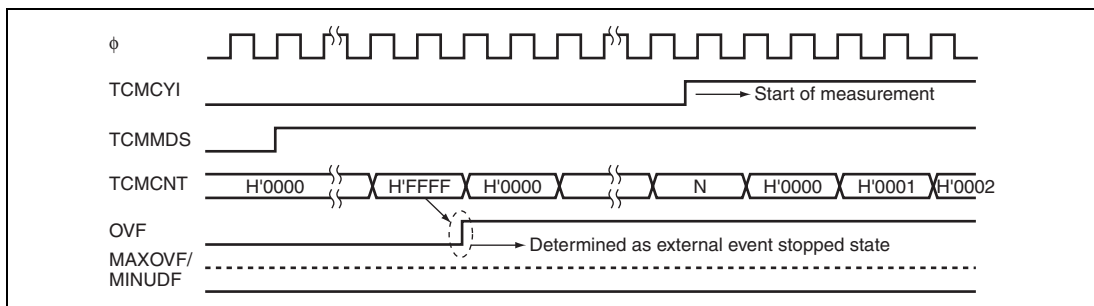 ϕ
TCMCYI
Start of measurement
TCMMDS
TCMCNT H'0000 H'FFFF H'0000 N H'0000 H'0001 H'0002
OVF
Determined as external event stopped state
MAXOVF/
MINUDF